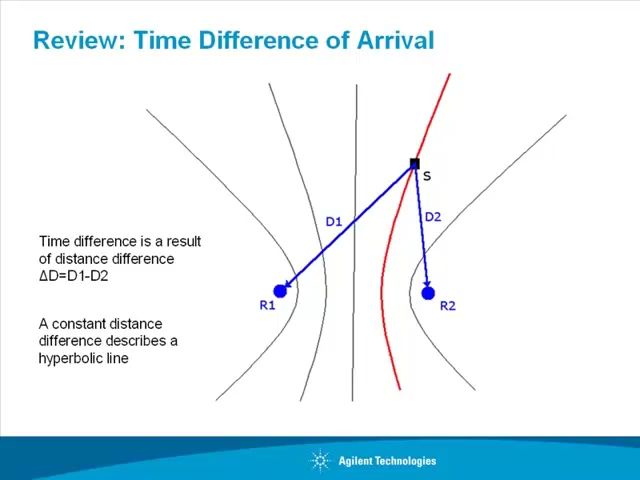 Review: Time Difference of Arrival
S
D1
D2
Time difference is a result
of distance difference
ΔD=D1-D2
R1
R2
A constant distance
difference describes a
hyperbolic line
Agilent Technologies